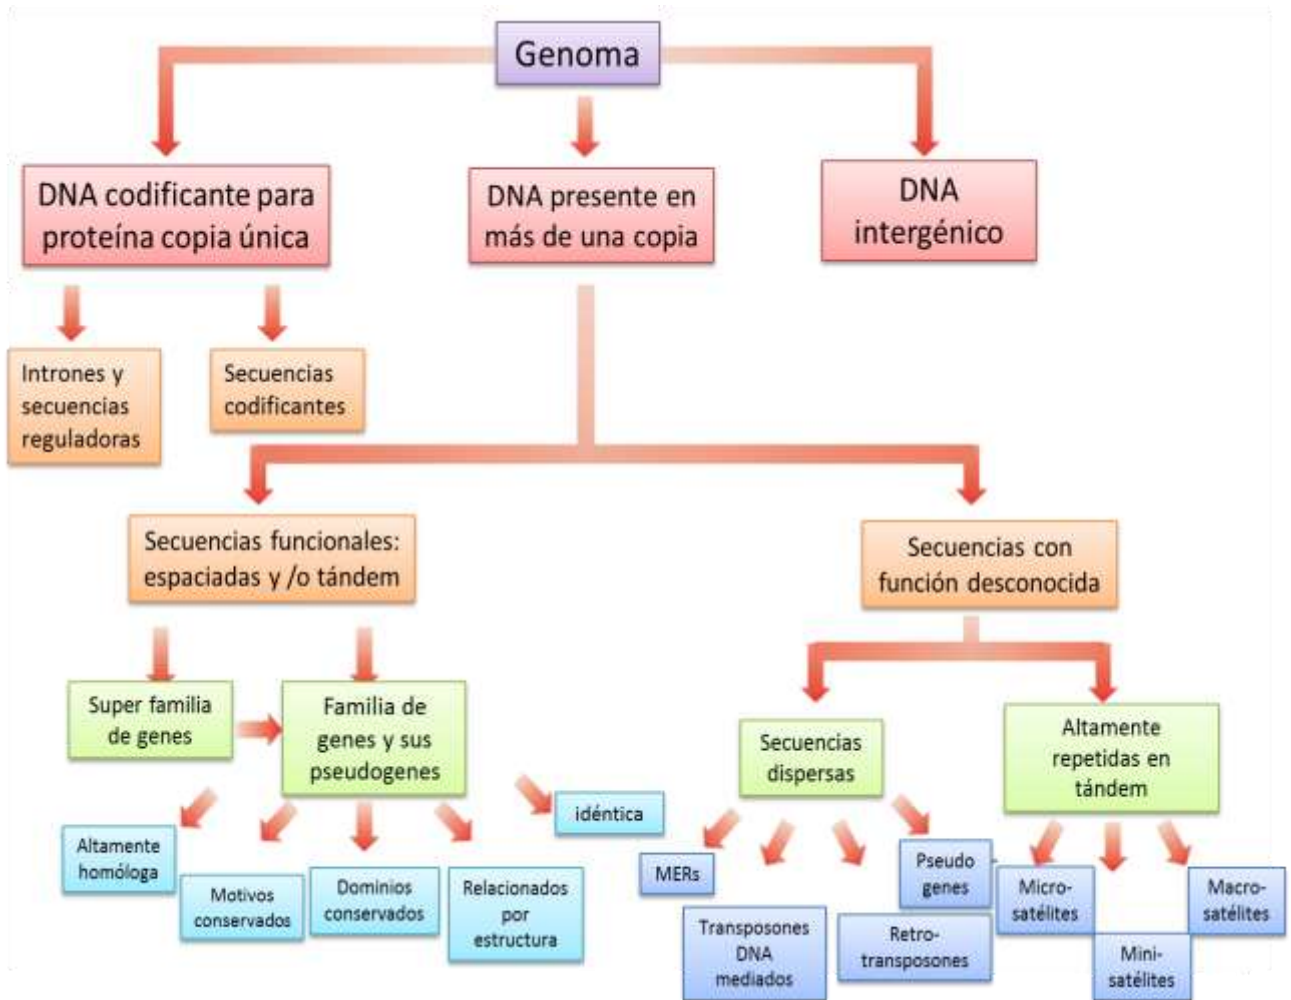 Genoma
DNA codificante para
proteína copia única
DNA presente en
más de una copia
DNA
intergénico
Intrones y
secuencias
reguladoras
Secuencias
codificantes
Secuencias funcionales:
espaciadas y /o tándem
Secuencias con
función desconocida
Super familia
de genes
Familia de
genes y sus
pseudogenes
Secuencias
dispersas
Altamente
repetidas en
tándem
idéntica
Altamente
homóloga
Motivos
conservados
Dominios
conservados
Relacionados
por
estructura
MERs
Transposones
DNA
mediados
Retro-
transposones
Pseudo
genes
Micro-
satélites
Mini-
satélites
Macro-
satélites